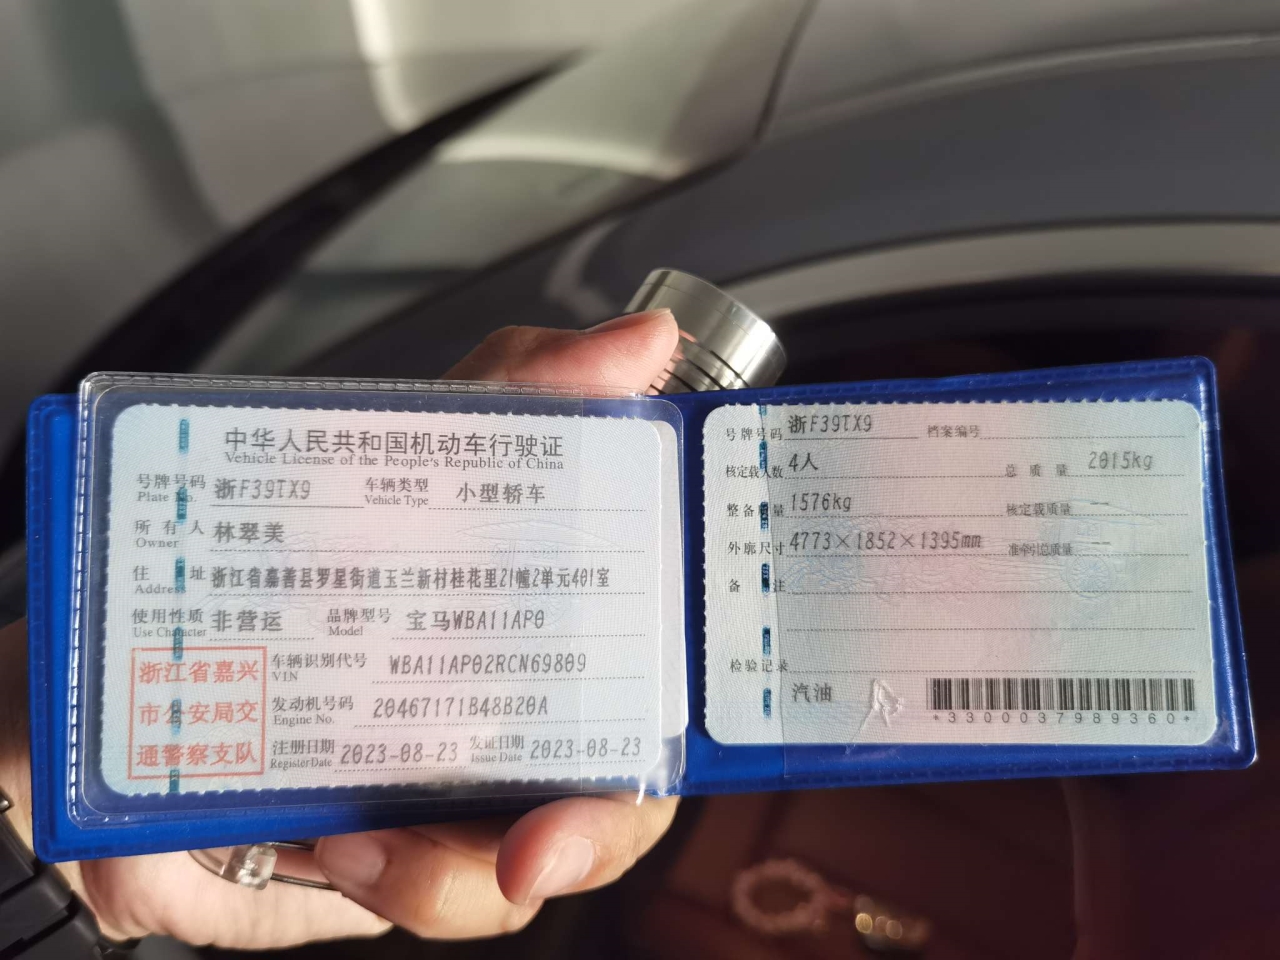 中华人民共和国机动车行驶证
Vehicle License of the People's Republic of China
号牌号码 浙F39TX9 车辆类型 小型轿车
Plate No. Vehicle Type
所有人 林翠美
Owner
住址 浙江省嘉善县罗星街道玉兰新村桂花里21幢2单元401室
Address
使用性质 非营运 品牌型号 宝马WBA11AP0
Use Character Model
浙江省嘉兴
市公安局交
通警察支队
车辆识别代号 WBA11AP02RCN69809
VIN
发动机号码 20467171B48B20A
Engine No.
注册日期 2023-08-23 发证日期 2023-08-23
Register Date Issue Date
号牌号码 浙F39TX9 档案编号
核定载人数 4人 总质量 2015kg
整备质量 1576kg 核定载质量 —
外廓尺寸 4773×1852×1395mm 准牵引总质量 —
备注
检验记录
汽油
*3300037989360*